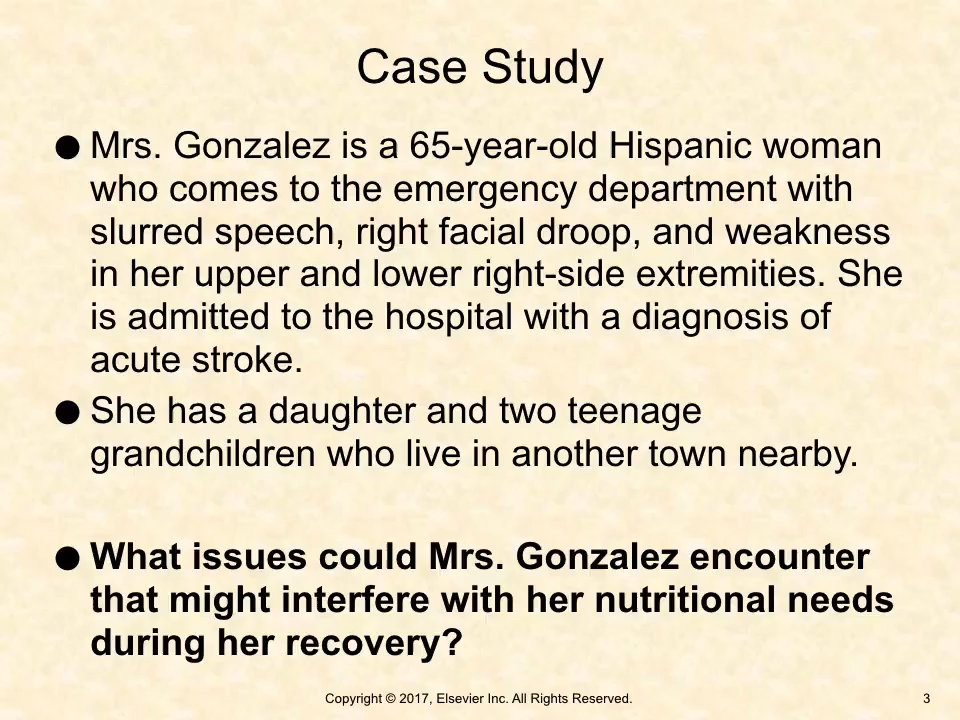 Case Study
● Mrs. Gonzalez is a 65-year-old Hispanic woman
who comes to the emergency department with
slurred speech, right facial droop, and weakness
in her upper and lower right-side extremities. She
is admitted to the hospital with a diagnosis of
acute stroke.
● She has a daughter and two teenage
grandchildren who live in another town nearby.
● What issues could Mrs. Gonzalez encounter
that might interfere with her nutritional needs
during her recovery?
Copyright © 2017, Elsevier Inc. All Rights Reserved.
3